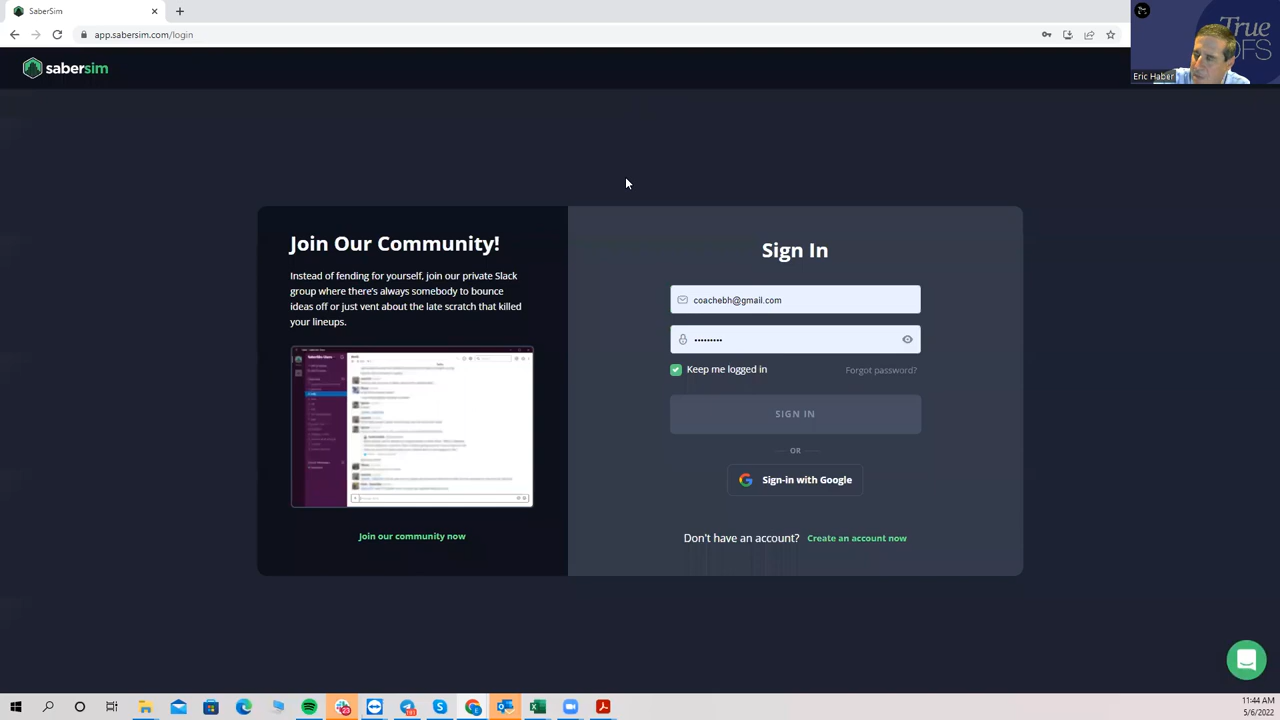 SaberSim
app.sabersim.com/login
True
DFS
Eric Haber
sabersim
Join Our Community!
Instead of fending for yourself, join our private Slack
group where there's always somebody to bounce
ideas off or just vent about the late scratch that killed
your lineups.
Join our community now
Sign In
coachebh@gmail.com
•••••••••
Keep me logged in
Forgot password?
SIGN IN
OR
Sign-in with Google
Don't have an account? Create an account now
11:44 AM
5/6/2022